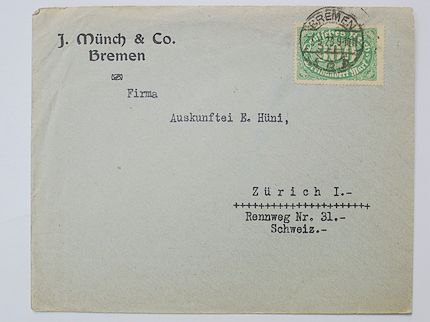 J. Münch & Co.
Bremen
BREMEN
Firma
Auskunftei E. Hüni,
Zürich I.-
++++++++++++++++++++++
Rennweg Nr. 31.-
Schweiz.-